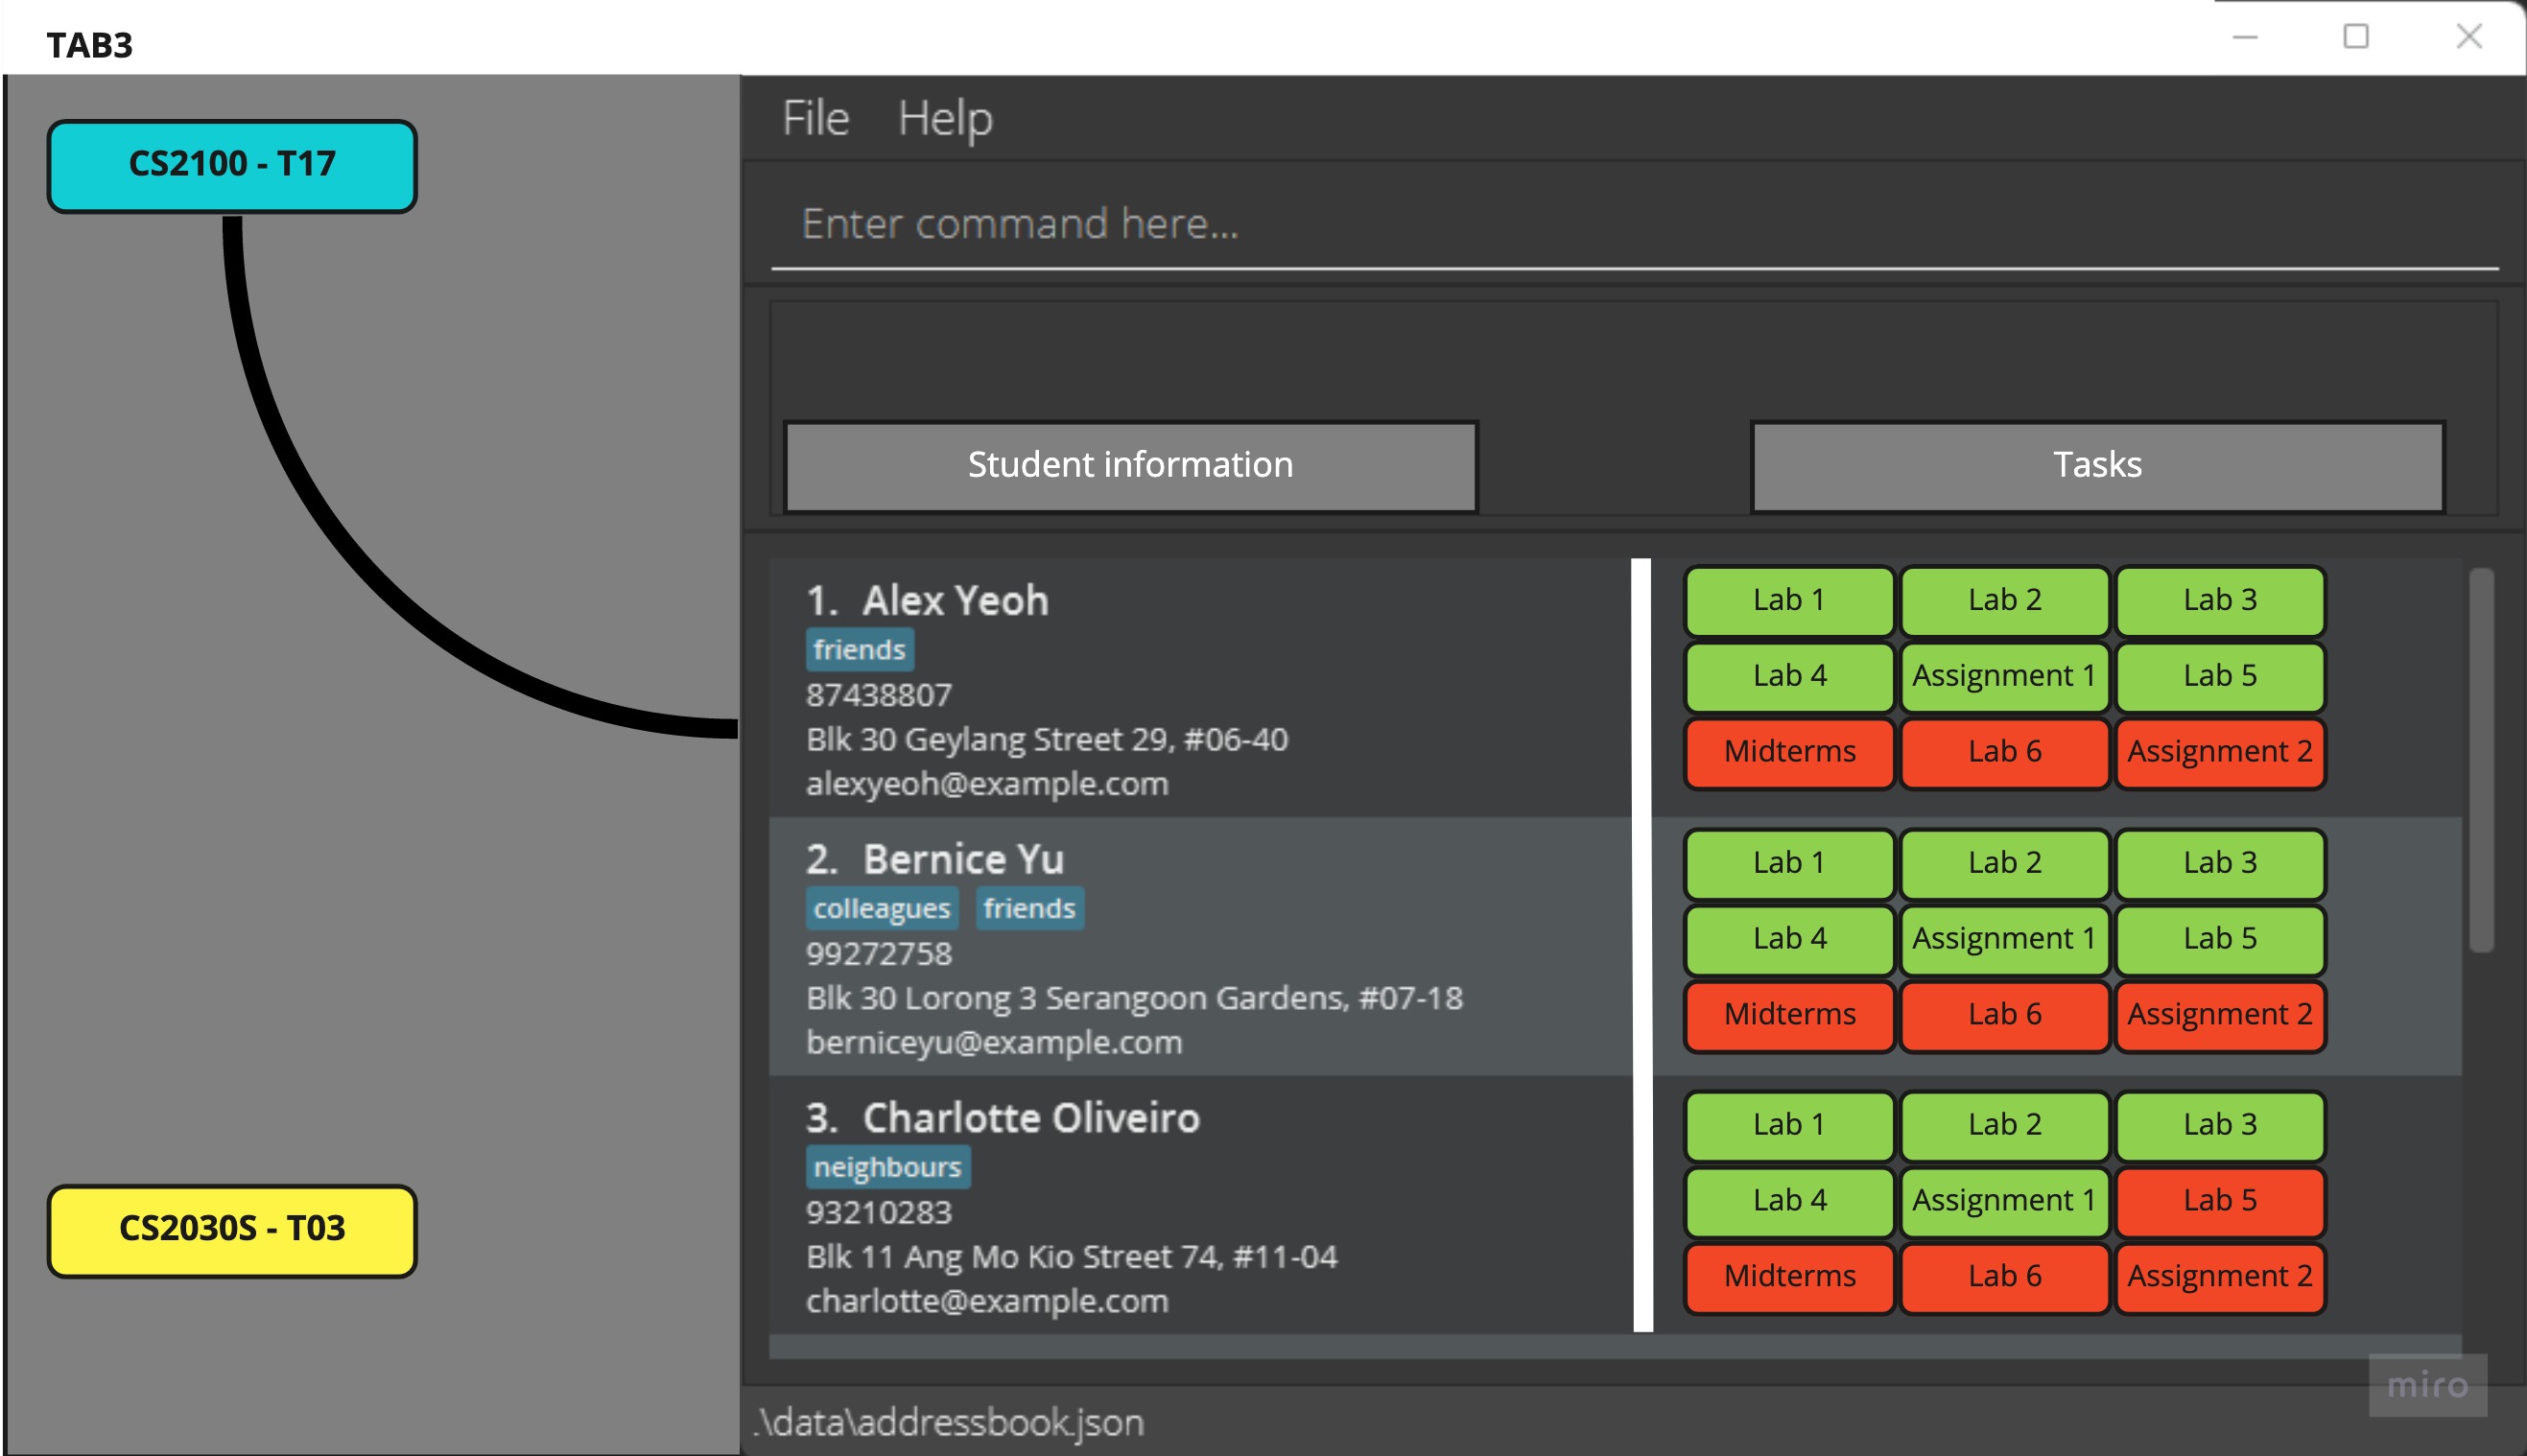 TAB3
CS2100 - T17
CS2030S - T03
File Help
Enter command here...
Student information
Tasks
1. Alex Yeoh
friends
87438807
Blk 30 Geylang Street 29, #06-40
alexyeoh@example.com
Lab 1 Lab 2 Lab 3
Lab 4 Assignment 1 Lab 5
Midterms Lab 6 Assignment 2
2. Bernice Yu
colleagues friends
99272758
Blk 30 Lorong 3 Serangoon Gardens, #07-18
berniceyu@example.com
Lab 1 Lab 2 Lab 3
Lab 4 Assignment 1 Lab 5
Midterms Lab 6 Assignment 2
3. Charlotte Oliveiro
neighbours
93210283
Blk 11 Ang Mo Kio Street 74, #11-04
charlotte@example.com
Lab 1 Lab 2 Lab 3
Lab 4 Assignment 1 Lab 5
Midterms Lab 6 Assignment 2
miro
.\data\addressbook.json